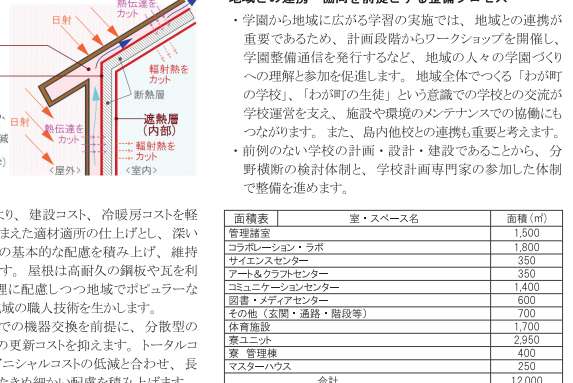 熱伝達を
カット
日射
輻射熱を
カット
断熱層
遮熱層
(内部)
日射
熱伝達を
カット
輻射熱を
カット
<屋外>
<室内>
より、建設コスト、冷暖房コストを軽
まえた適材適所の仕上げとし、深い
の基本的な配慮を積み上げ、維持
す。屋根は高耐久の鋼板や瓦を利
理に配慮しつつ地域でポピュラーな
地域の職人技術を生かします。
での機器交換を前提に、分散型の
の更新コストを抑えます。トータルコ
イニシャルコストの低減と合わせ、長
たきめ細かい配慮を積み上げます
地域との連携・協同を前提とする整備プロセス
・学園から地域に広がる学習の実施では、地域との連携が
重要であるため、計画段階からワークショップを開催し、
学園整備通信を発行するなど、地域の人々の学園づくり
への理解と参加を促進します。地域全体でつくる「わが町
の学校」、「わが町の生徒」という意識での学校との交流が
学校運営を支え、施設や環境のメンテナンスでの協働にも
つながります。また、島内他校との連携も重要と考えます。
・前例のない学校の計画・設計・建設であることから、分
野横断の検討体制と、学校計画専門家の参加した体制
で整備を進めます。
面積表 室・スペース名 面積(㎡)
管理諸室 1,500
コラボレーション・ラボ 1,800
サイエンスセンター 350
アート&クラフトセンター 350
コミュニケーションセンター 1,400
図書・メディアセンター 600
その他(玄関・通路・階段等) 700
体育施設 1,700
寮ユニット 2,950
寮 管理棟 400
マスターハウス 250
合計 12,000